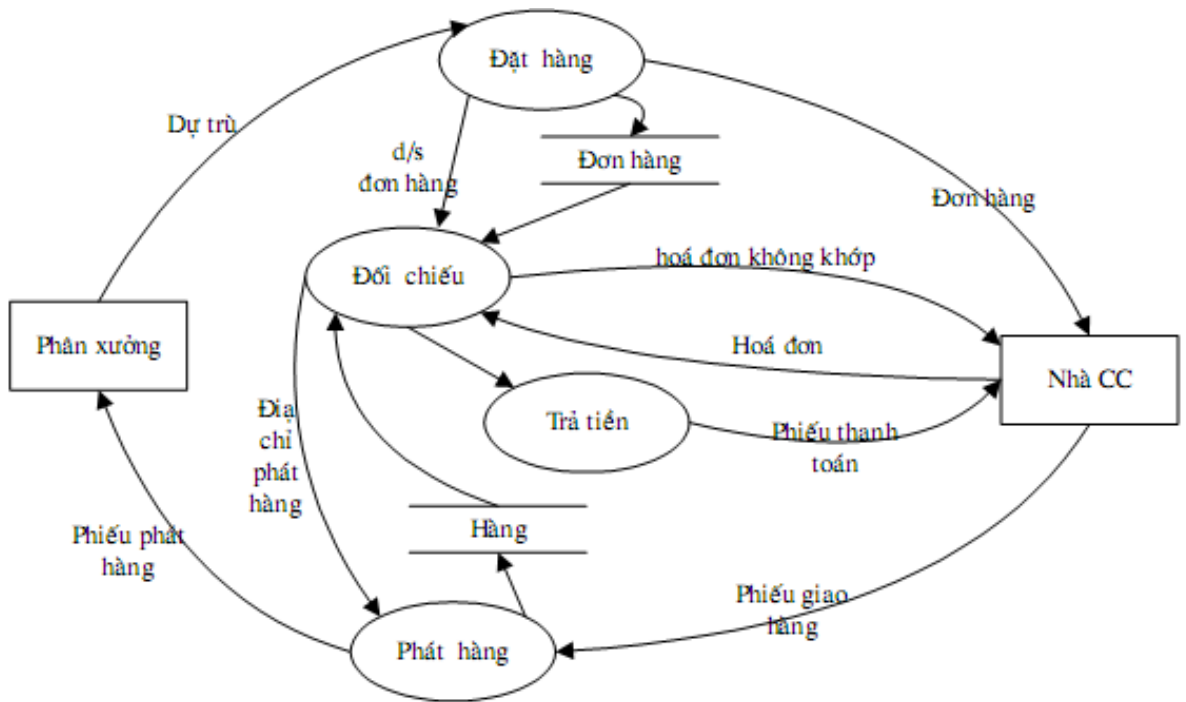 Đặt hàng
Dự trù
d/s
đơn hàng
Đơn hàng
Đơn hàng
hoá đơn không khớp
Đối chiếu
Phân xưởng
Hoá đơn
Nhà CC
Trả tiền
Phiếu thanh
toán
Địa
chỉ
phát
hàng
Hàng
Phiếu phát
hàng
Phiếu giao
hàng
Phát hàng